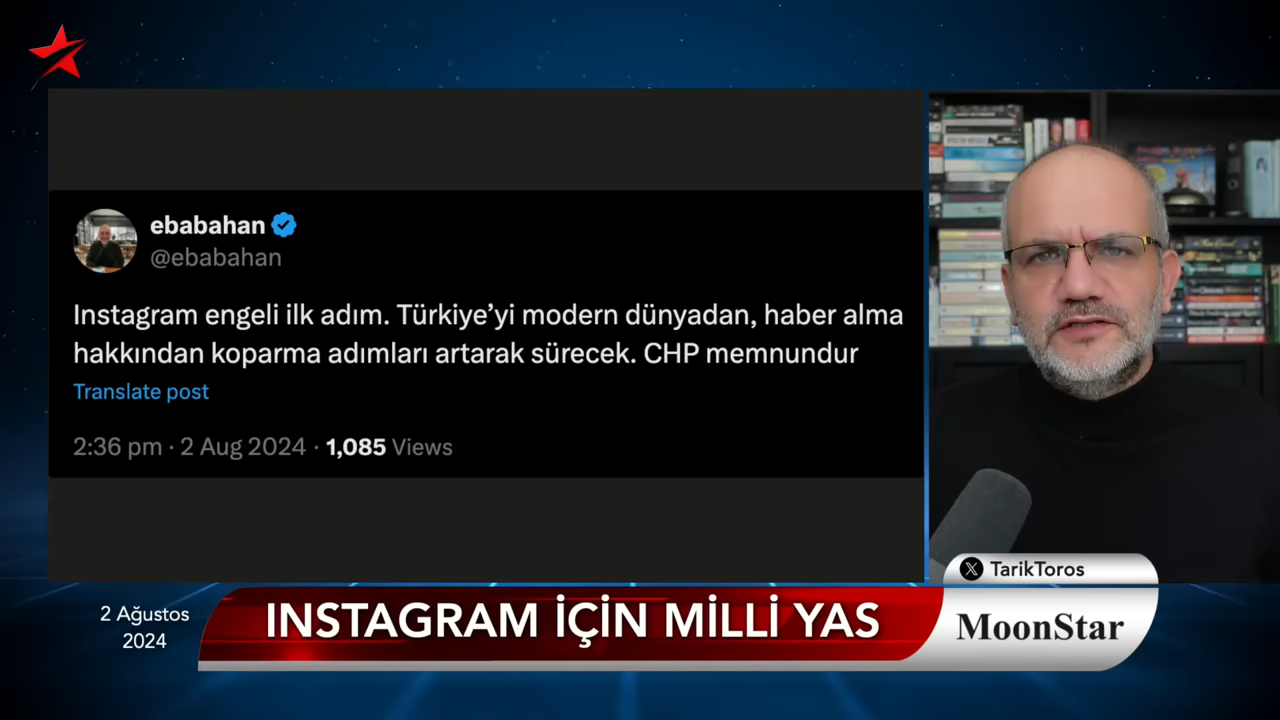 ebabahan
@ebabahan
Instagram engeli ilk adım. Türkiye’yi modern dünyadan, haber alma
hakkından koparma adımları artarak sürecek. CHP memnundur
Translate post
2:36 pm · 2 Aug 2024 · 1,085 Views
TarikToros
2 Ağustos
2024
INSTAGRAM İÇİN MİLLİ YAS
MoonStar